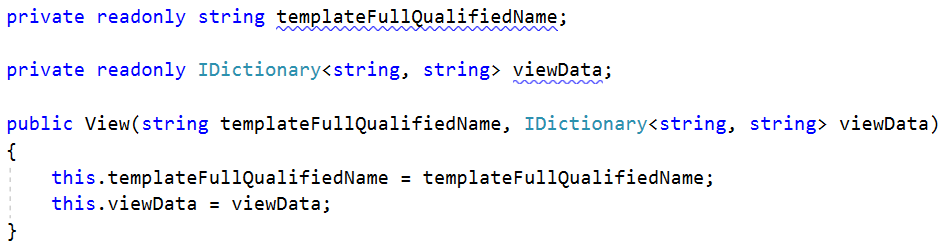 private readonly string templateFullQualifiedName;
private readonly IDictionary<string, string> viewData;
public View(string templateFullQualifiedName, IDictionary<string, string> viewData)
{
    this.templateFullQualifiedName = templateFullQualifiedName;
    this.viewData = viewData;
}